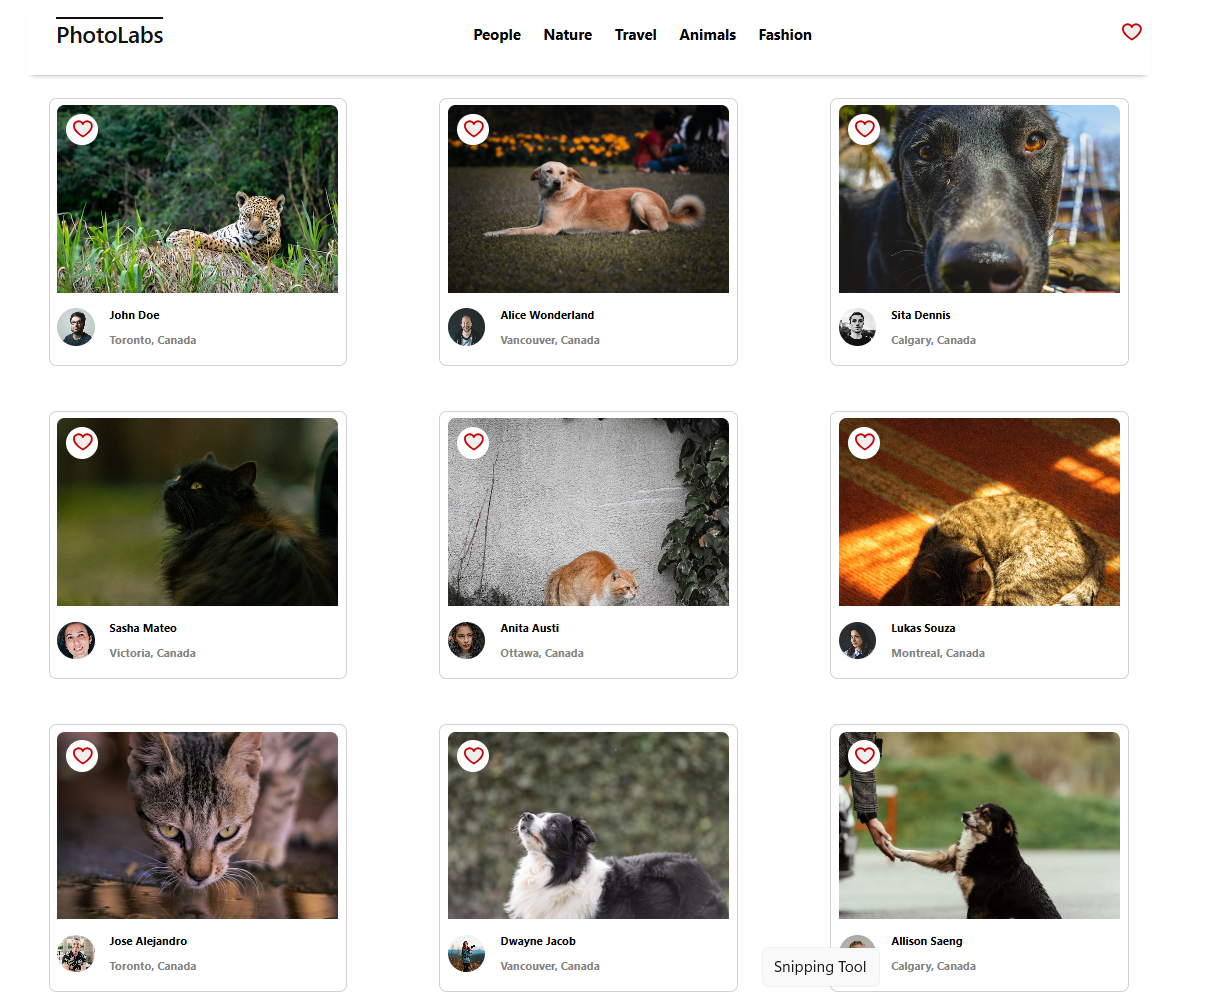 PhotoLabs
People Nature Travel Animals Fashion
John Doe
Toronto, Canada
Alice Wonderland
Vancouver, Canada
Sita Dennis
Calgary, Canada
Sasha Mateo
Victoria, Canada
Anita Austi
Ottawa, Canada
Lukas Souza
Montreal, Canada
Jose Alejandro
Toronto, Canada
Dwayne Jacob
Vancouver, Canada
Allison Saeng
Calgary, Canada
Snipping Tool